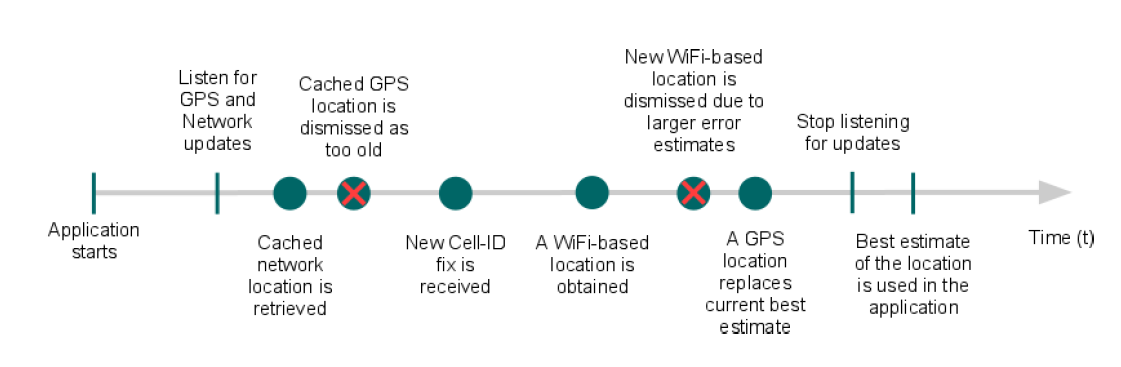 Listen for
GPS and
Network
updates
Cached GPS
location is
dismissed as
too old
New WiFi-based
location is
dismissed due to
larger error
estimates
Stop listening
for updates
Application
starts
Cached
network
location is
retrieved
New Cell-ID
fix is
received
A WiFi-based
location is
obtained
A GPS
location
replaces
current best
estimate
Best estimate
of the location
is used in the
application
Time (t)